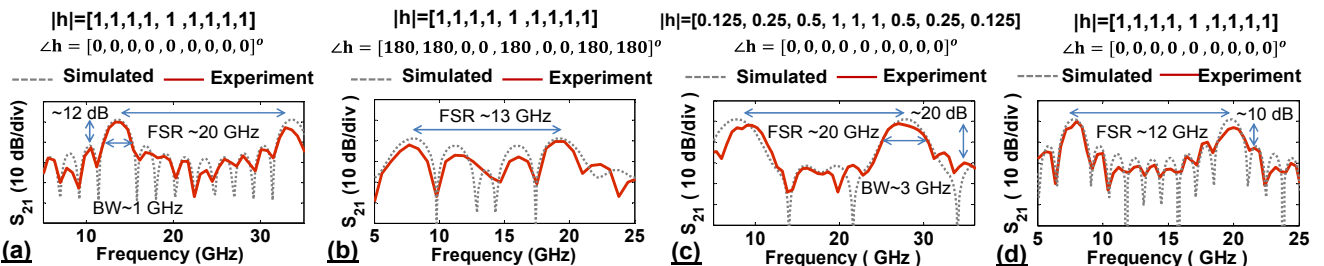 |h|=[1,1,1,1, 1 ,1,1,1,1]
∠h = [0,0,0,0 ,0 ,0,0,0,0]º
Simulated Experiment
~12 dB
FSR ~20 GHz
BW~1 GHz
S21 (10 dB/div)
10 20 30
(a) Frequency (GHz)
|h|=[1,1,1,1, 1 ,1,1,1,1]
∠h = [180,180,0,0 ,180 ,0,0,180,180]º
Simulated Experiment
FSR ~13 GHz
S21 (10 dB/div)
5 10 15 20 25
(b) Frequency (GHz)
|h|=[0.125, 0.25, 0.5, 1, 1, 1, 0.5, 0.25, 0.125]
∠h = [0,0,0,0 ,0,0,0,0,0]º
Simulated Experiment
~20 dB
FSR ~20 GHz
BW~3 GHz
S21 (10 dB/div)
10 20 30
(c) Frequency ( GHz)
|h|=[1,1,1,1, 1 ,1,1,1,1]
∠h = [0,0,0,0 ,0 ,0,0,0,0]º
Simulated Experiment
~10 dB
FSR ~12 GHz
S21 (10 dB/div)
5 10 15 20 25
(d) Frequency ( GHz)